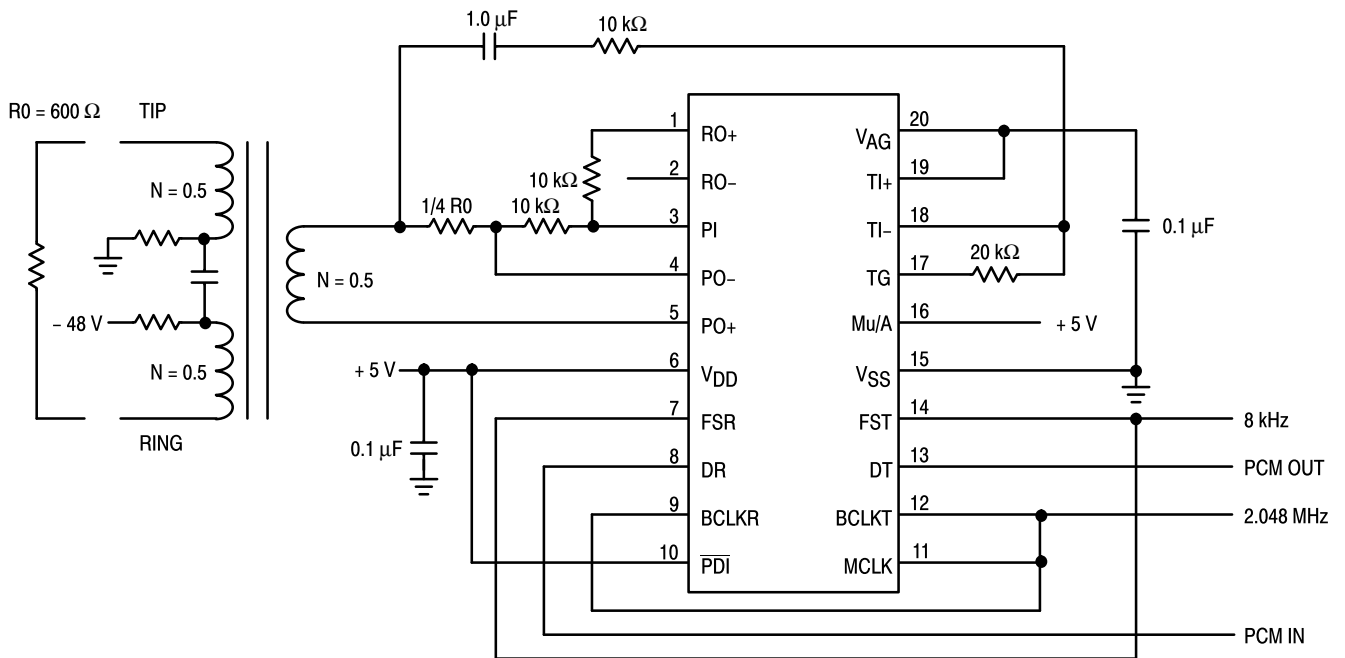 1.0 μF
10 kΩ
R0 = 600 Ω
TIP
N = 0.5
– 48 V
N = 0.5
RING
N = 0.5
1/4 R0
10 kΩ
10 kΩ
+ 5 V
0.1 μF
1
RO+
2
RO–
3
PI
4
PO–
5
PO+
6
VDD
7
FSR
8
DR
9
BCLKR
10
PDI
20
VAG
19
TI+
18
TI–
17
TG
20 kΩ
16
Mu/A
+ 5 V
15
VSS
14
FST
8 kHz
13
DT
PCM OUT
12
BCLKT
2.048 MHz
11
MCLK
0.1 μF
PCM IN